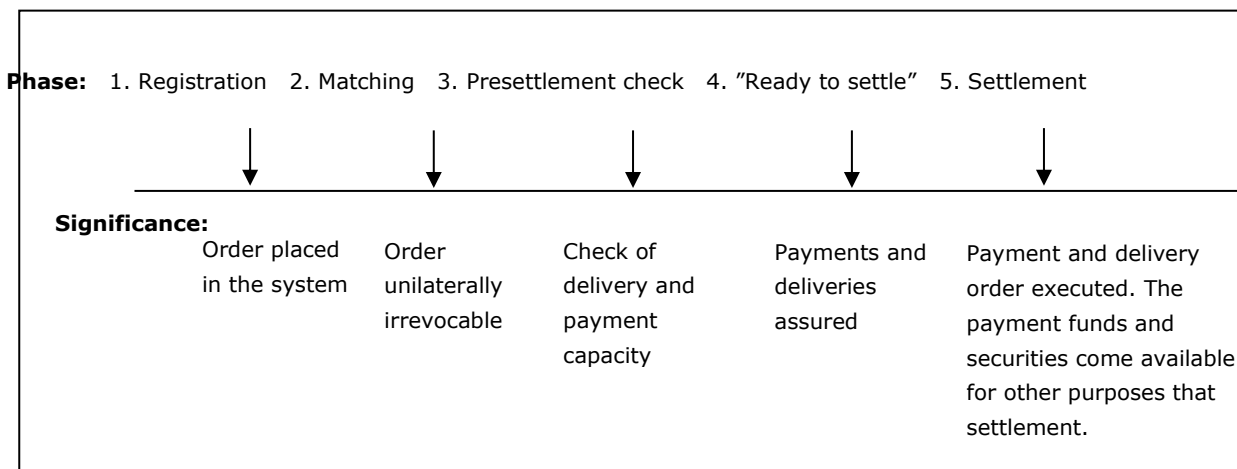 Phase: 1. Registration 2. Matching 3. Presettlement check 4. ”Ready to settle” 5. Settlement
Significance:
Order placed
in the system
Order
unilaterally
irrevocable
Check of
delivery and
payment
capacity
Payments and
deliveries
assured
Payment and delivery
order executed. The
payment funds and
securities come available
for other purposes that
settlement.